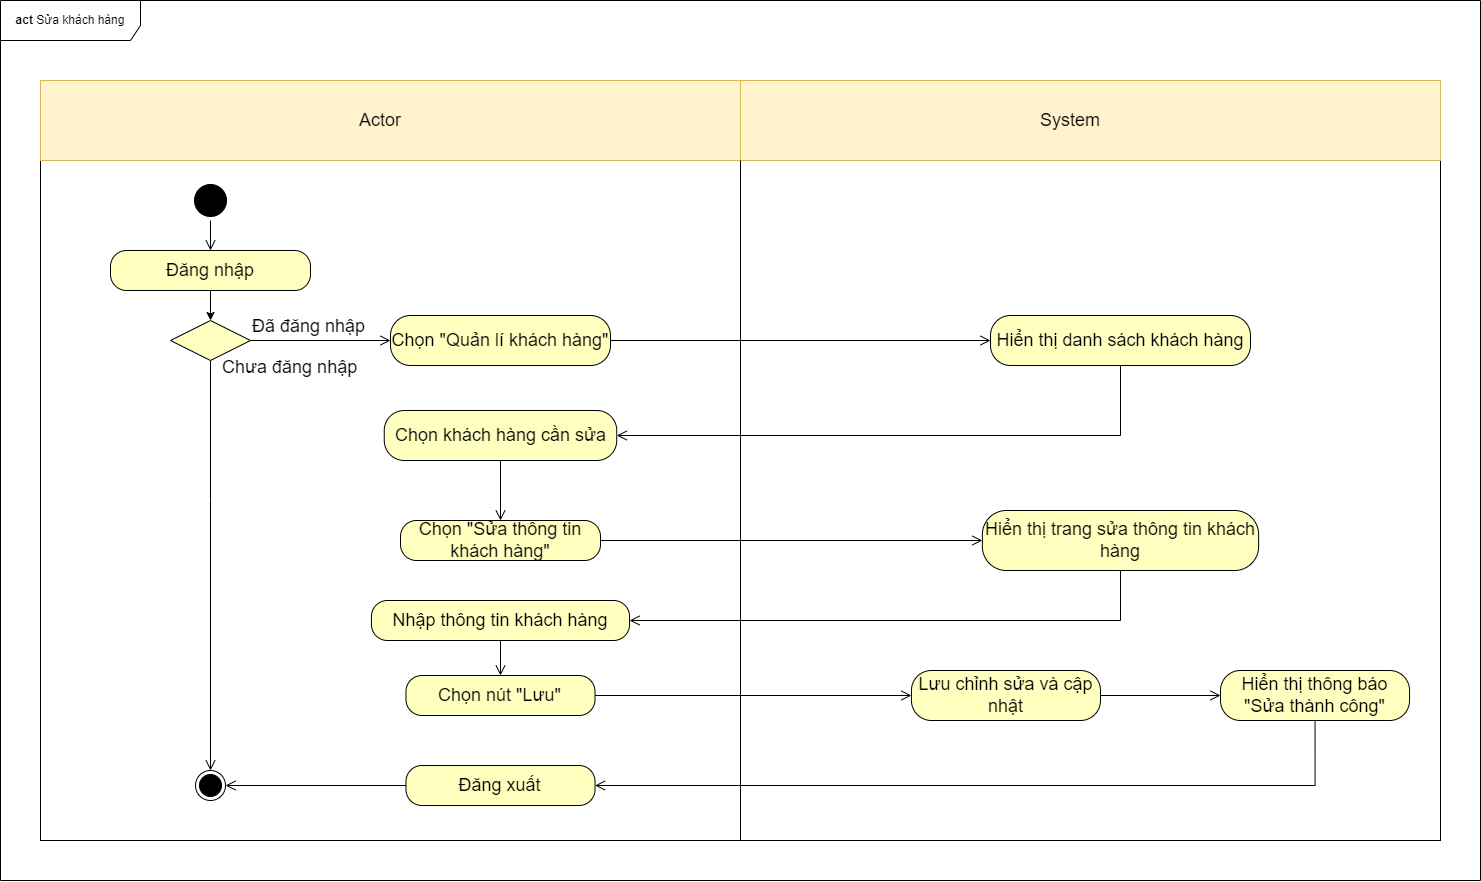 act Sửa khách hàng
Actor
System
Đăng nhập
Đã đăng nhập
Chọn "Quản lí khách hàng"
Hiển thị danh sách khách hàng
Chưa đăng nhập
Chọn khách hàng cần sửa
Chọn "Sửa thông tin
khách hàng"
Hiển thị trang sửa thông tin khách
hàng
Nhập thông tin khách hàng
Chọn nút "Lưu"
Lưu chỉnh sửa và cập
nhật
Hiển thị thông báo
"Sửa thành công"
Đăng xuất